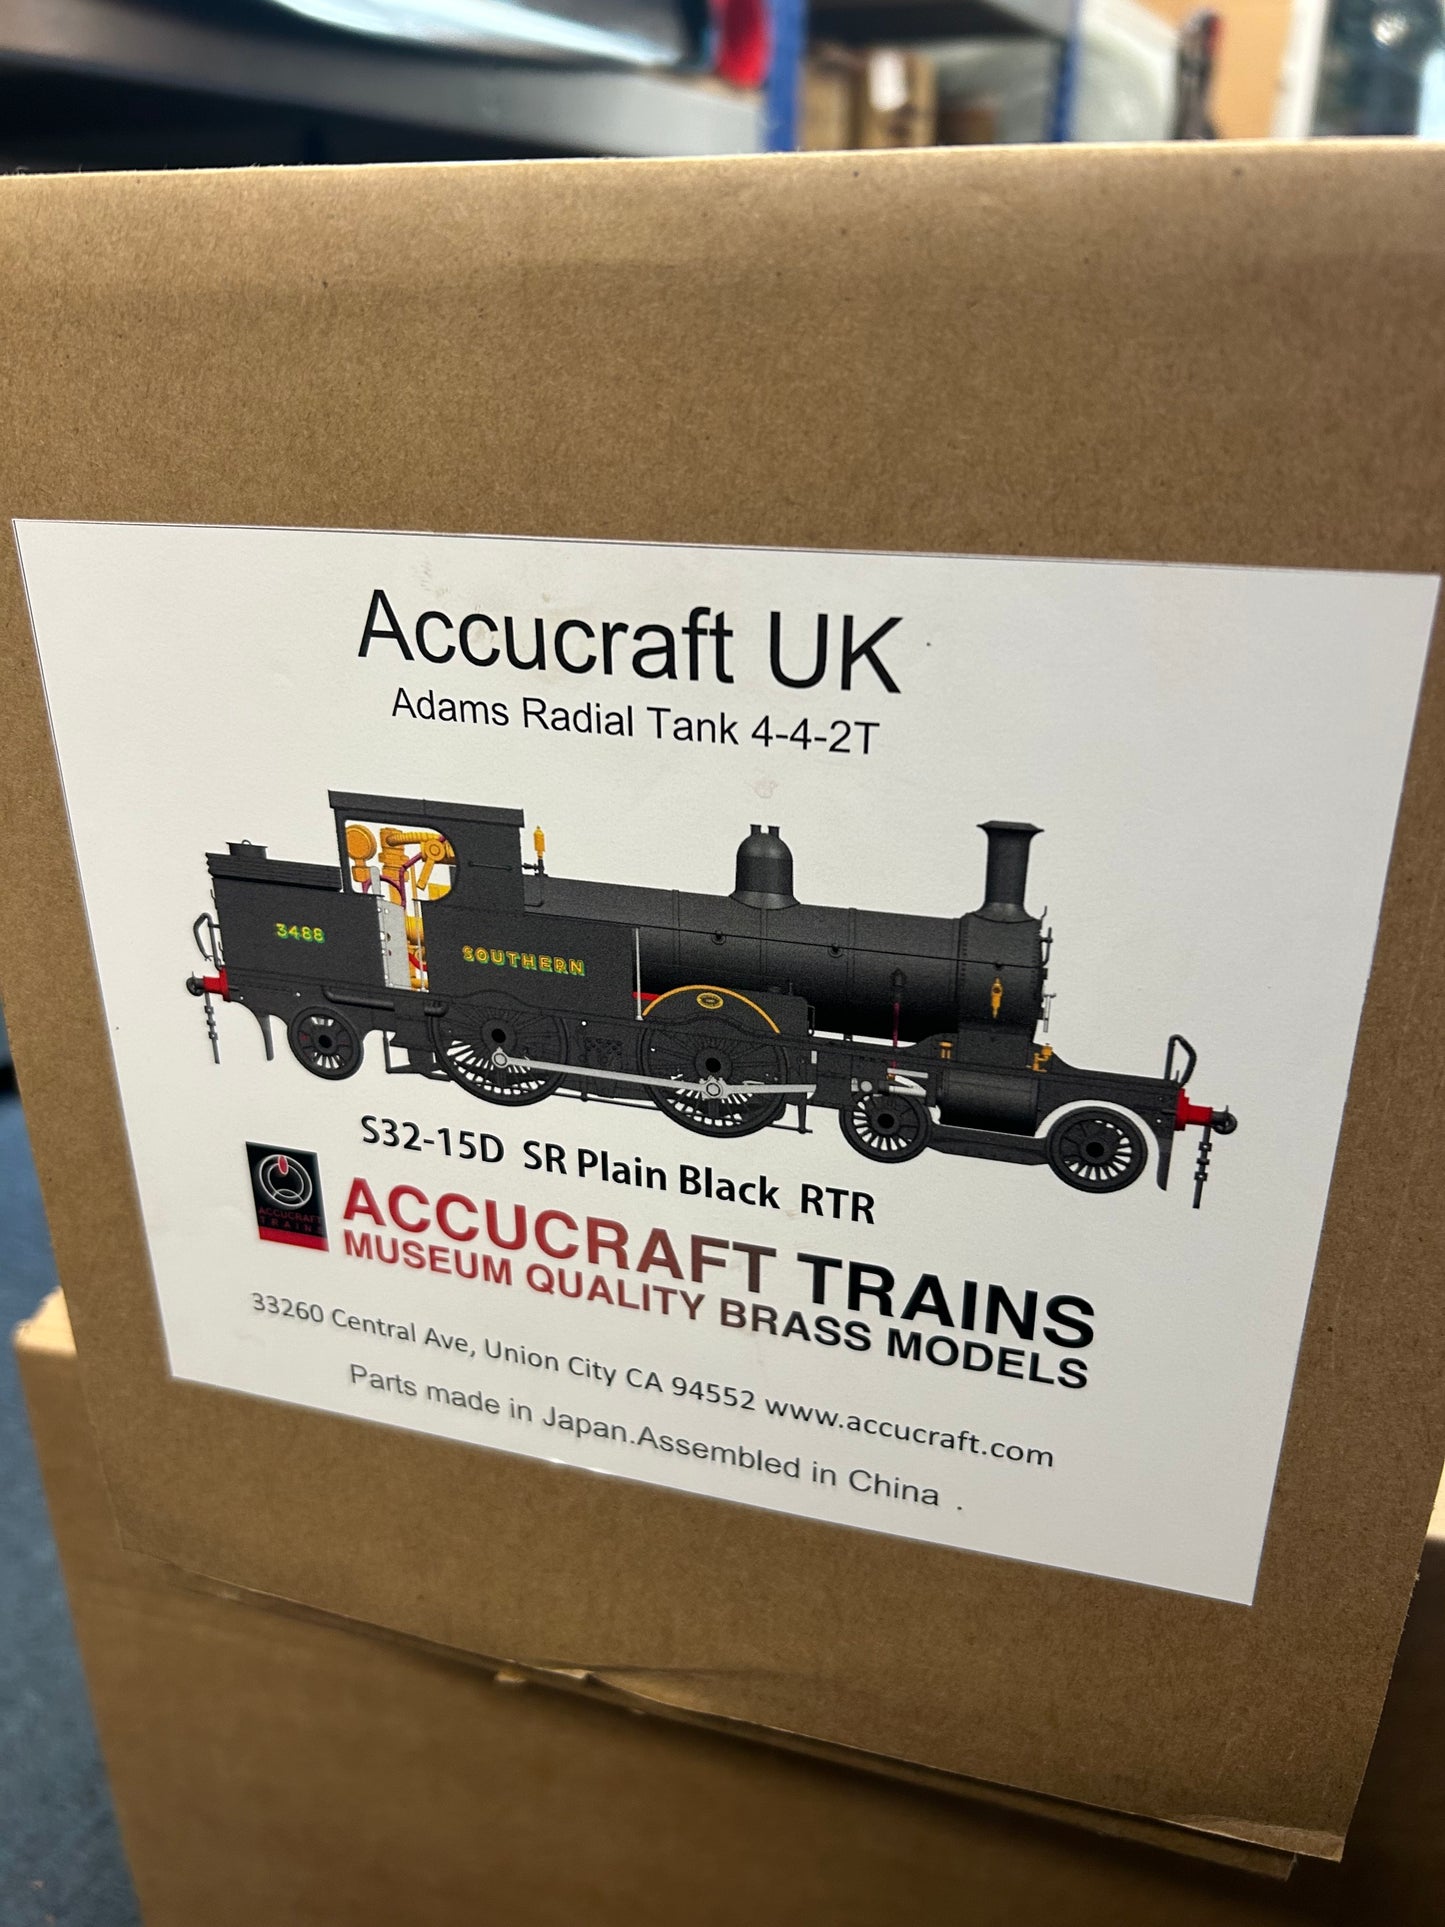 Accucraft UK
Adams Radial Tank 4-4-2T
3488
SOUTHERN
S32-15D SR Plain Black RTR
ACCUCRAFT
TRAINS
ACCUCRAFT TRAINS
MUSEUM QUALITY BRASS MODELS
33260 Central Ave, Union City CA 94552 www.accucraft.com
Parts made in Japan.Assembled in China .